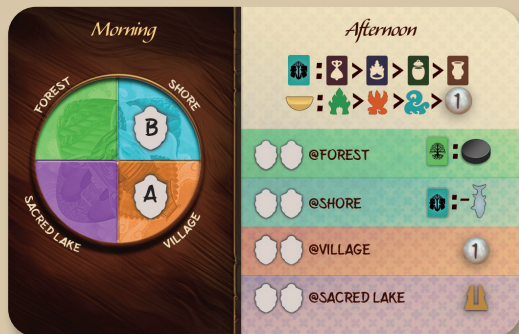 Morning
FOREST
SHORE
B
A
SACRED LAKE
VILLAGE
Afternoon
: > > >
: > > > 1
@FOREST :
@SHORE :-
@VILLAGE 1
@SACRED LAKE